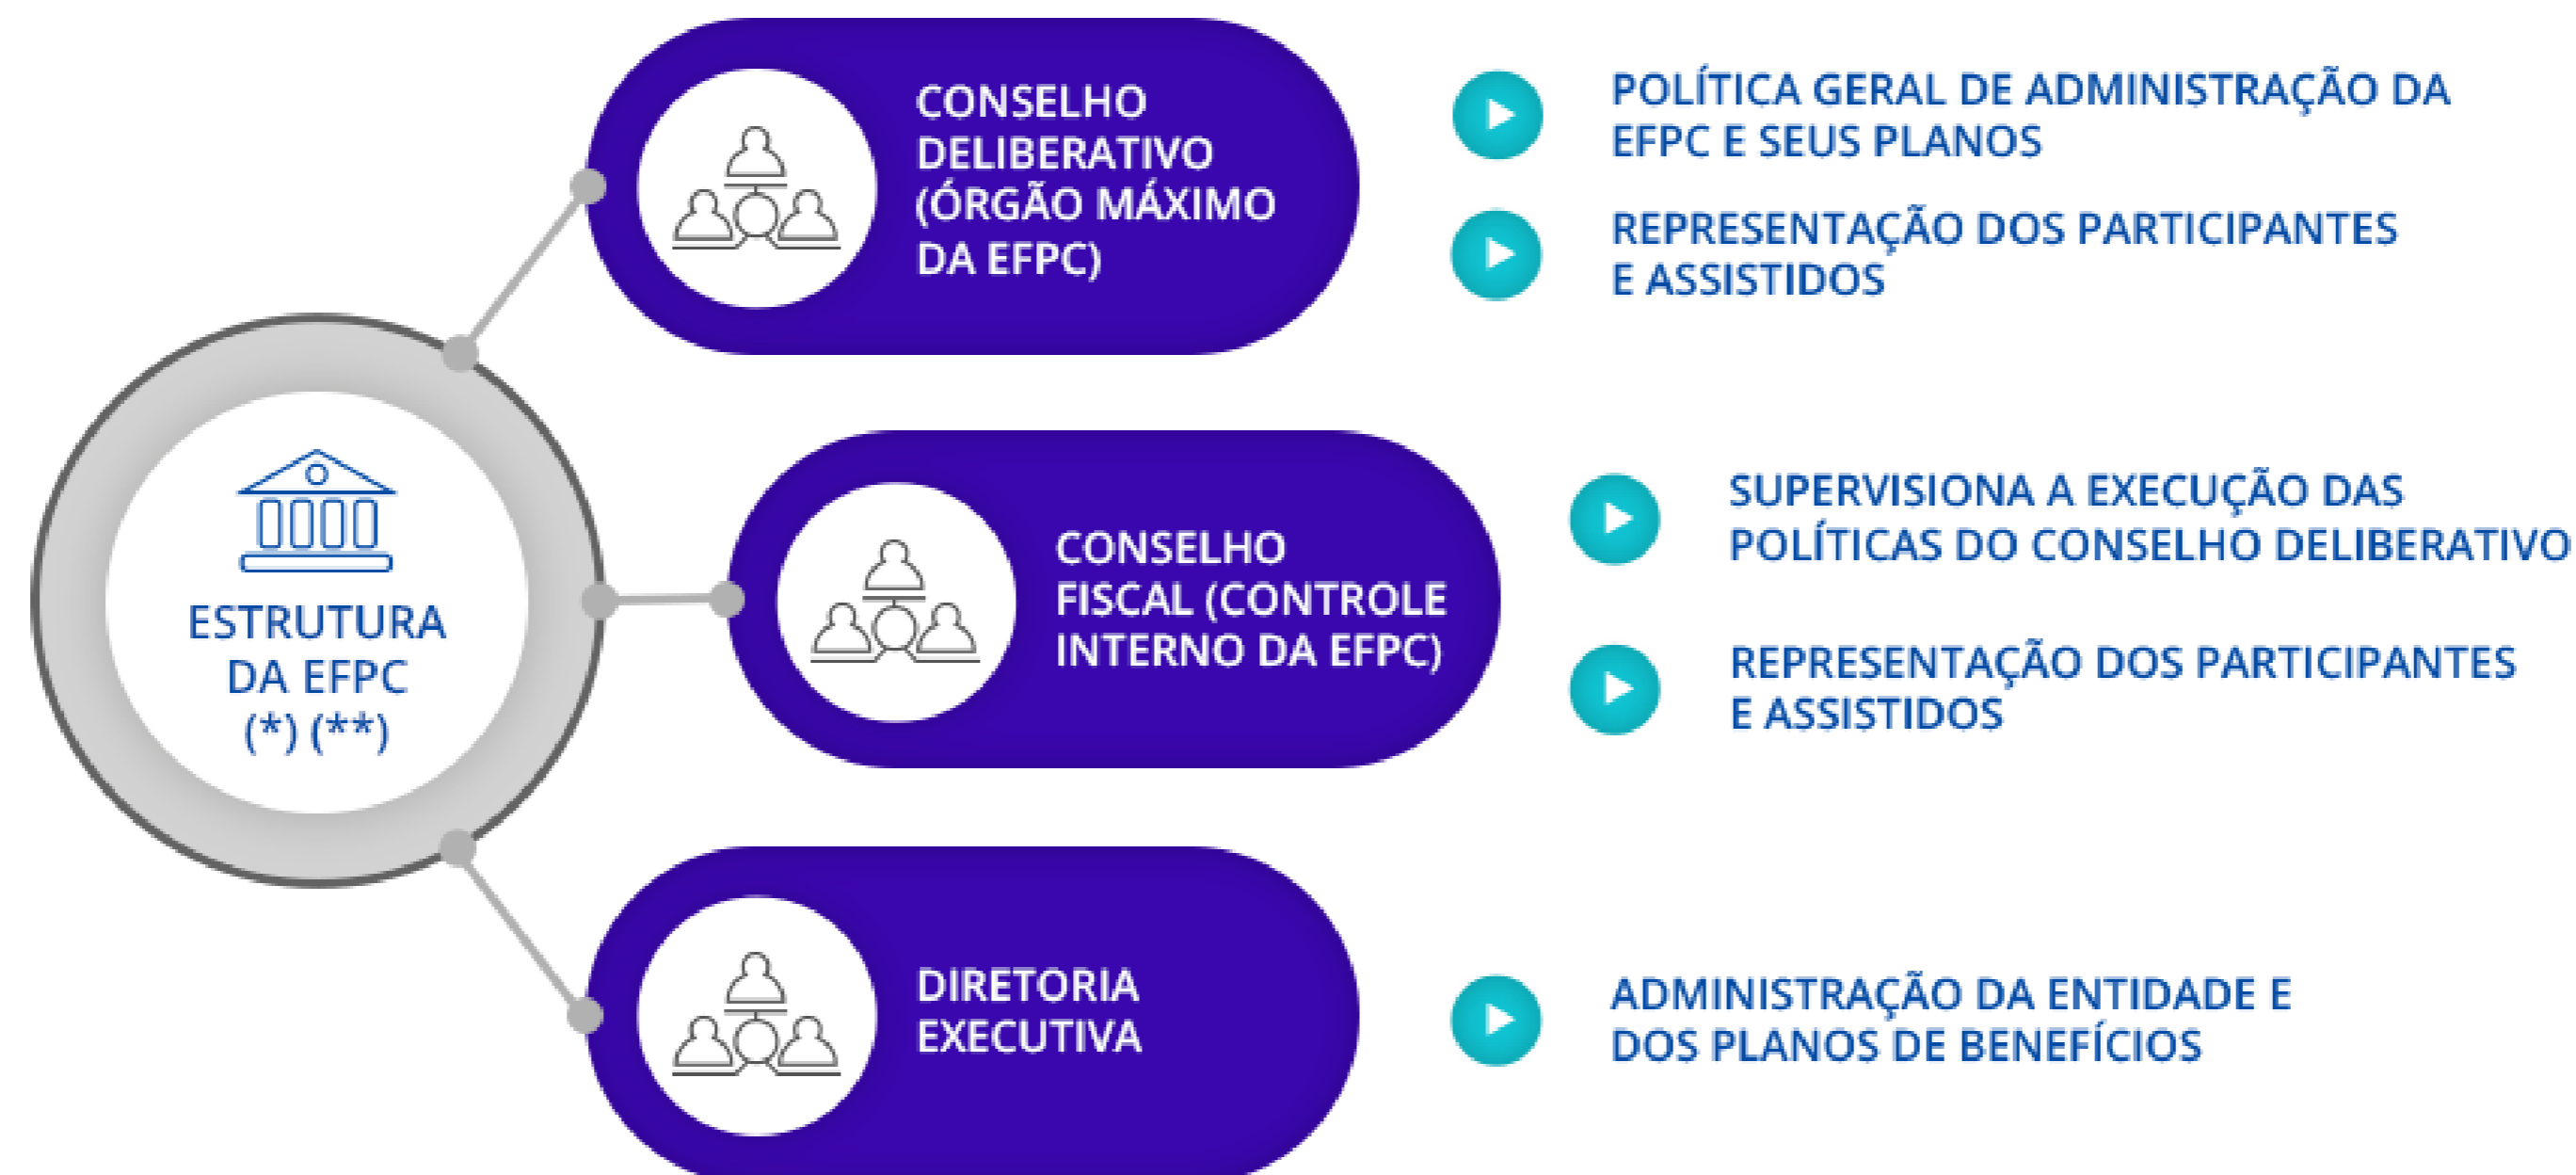 ESTRUTURA
DA EFPC
(*) (**)
CONSELHO
DELIBERATIVO
(ÓRGÃO MÁXIMO
DA EFPC)
POLÍTICA GERAL DE ADMINISTRAÇÃO DA
EFPC E SEUS PLANOS
REPRESENTAÇÃO DOS PARTICIPANTES
E ASSISTIDOS
CONSELHO
FISCAL (CONTROLE
INTERNO DA EFPC)
SUPERVISIONA A EXECUÇÃO DAS
POLÍTICAS DO CONSELHO DELIBERATIVO
REPRESENTAÇÃO DOS PARTICIPANTES
E ASSISTIDOS
DIRETORIA
EXECUTIVA
ADMINISTRAÇÃO DA ENTIDADE E
DOS PLANOS DE BENEFÍCIOS